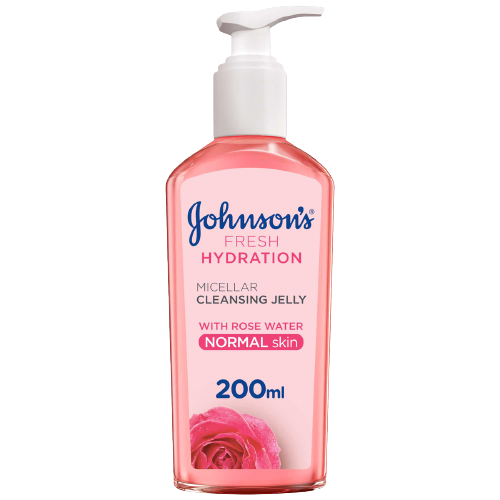 Johnson's®
FRESH
HYDRATION
MICELLAR
CLEANSING JELLY
WITH ROSE WATER
NORMAL skin
200ml